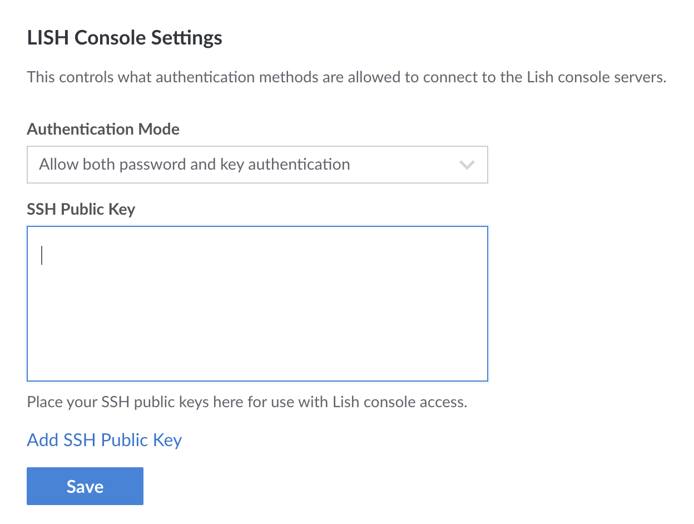 LISH Console Settings
This controls what authentication methods are allowed to connect to the Lish console servers.
Authentication Mode
Allow both password and key authentication
SSH Public Key
Place your SSH public keys here for use with Lish console access.
Add SSH Public Key
Save